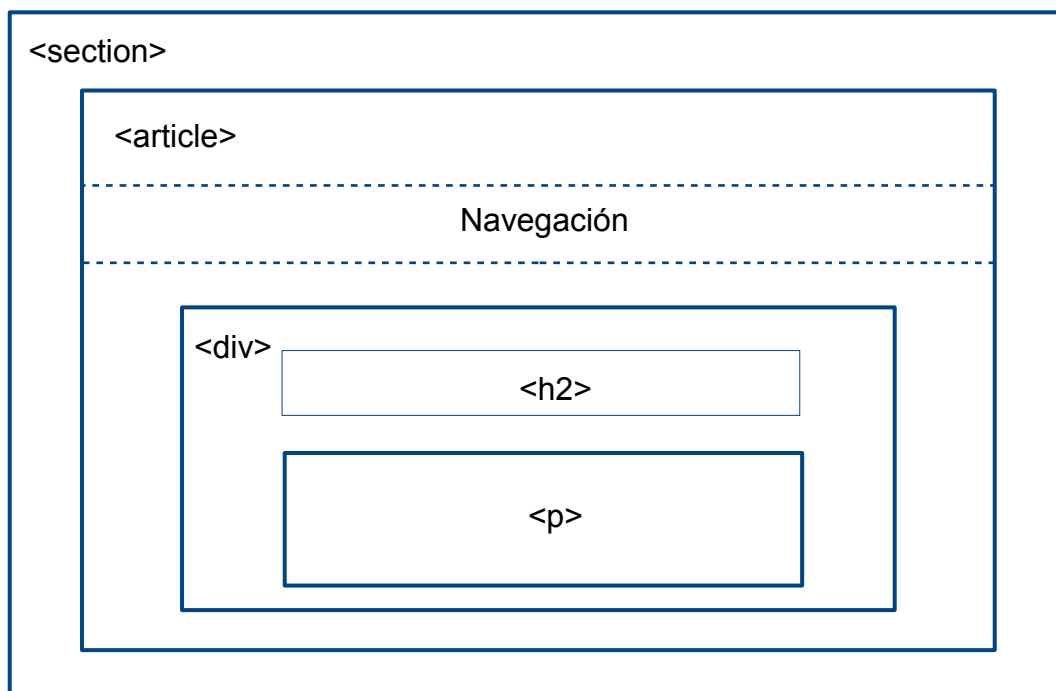 <section>
<article>
Navegación
<div>
<h2>
<p>